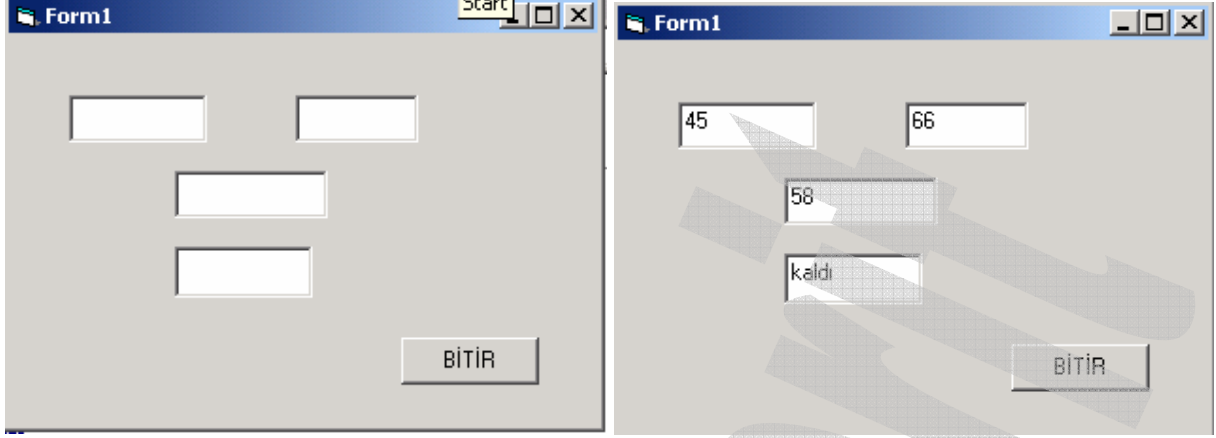 Start
Form1
BİTİR
Form1
45
66
58
kaldı
BİTİR